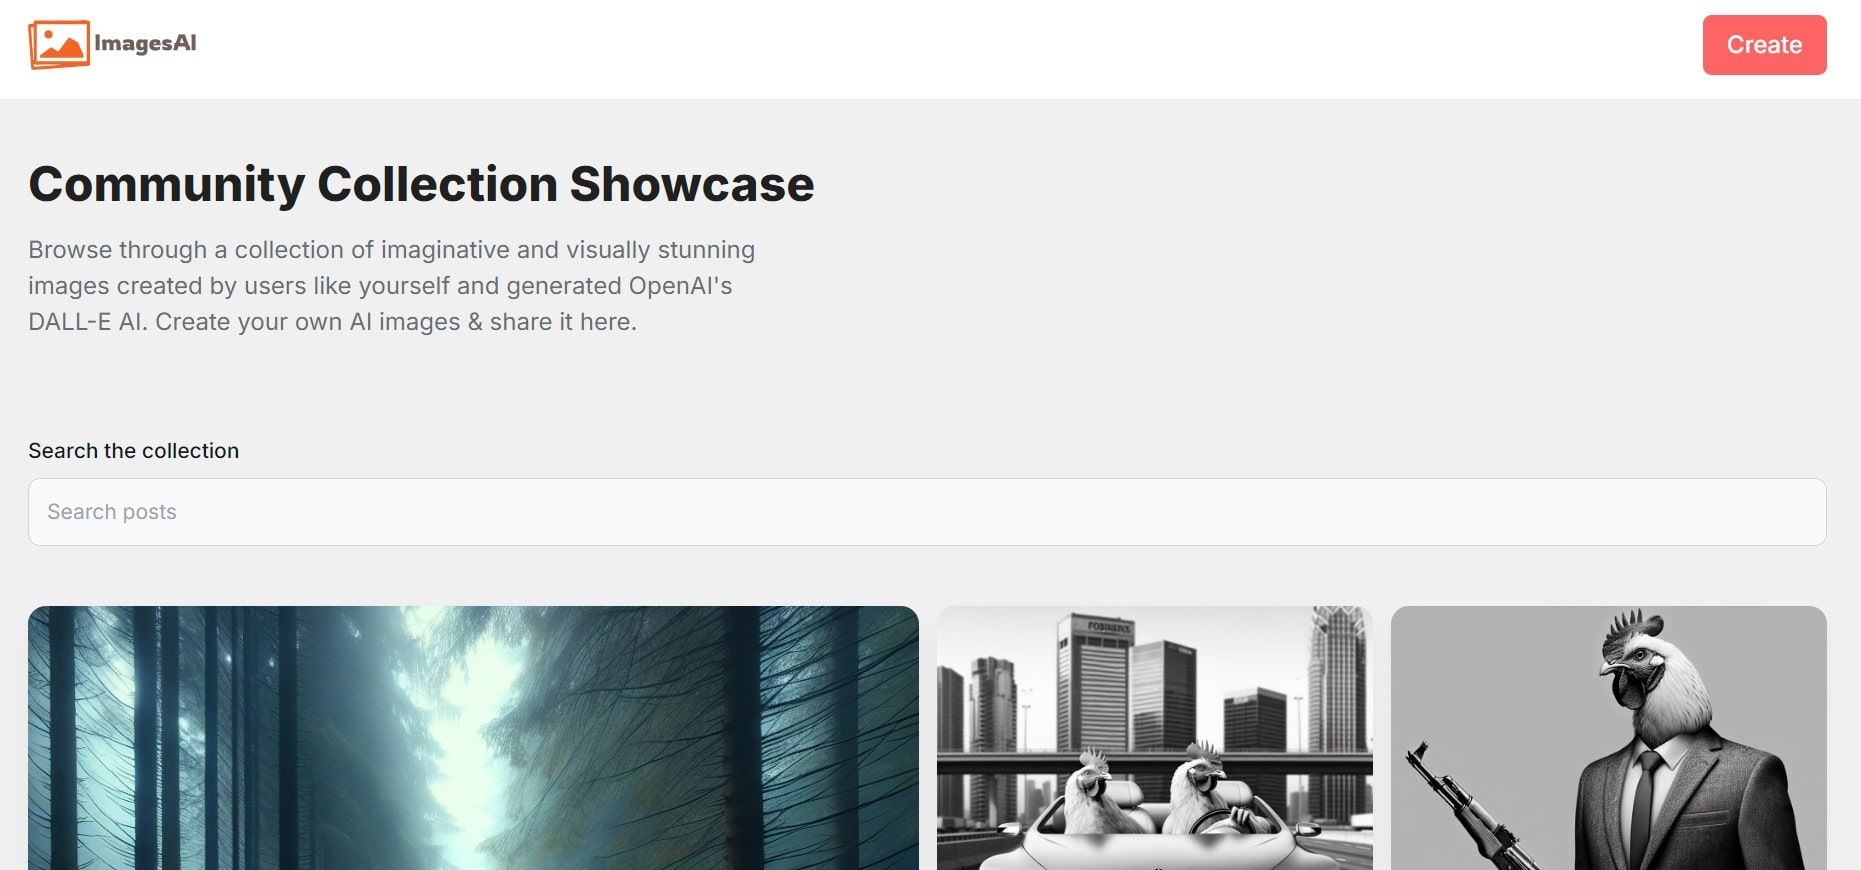 ImagesAI
Create
Community Collection Showcase
Browse through a collection of imaginative and visually stunning
images created by users like yourself and generated OpenAI's
DALL-E AI. Create your own AI images & share it here.
Search the collection
Search posts